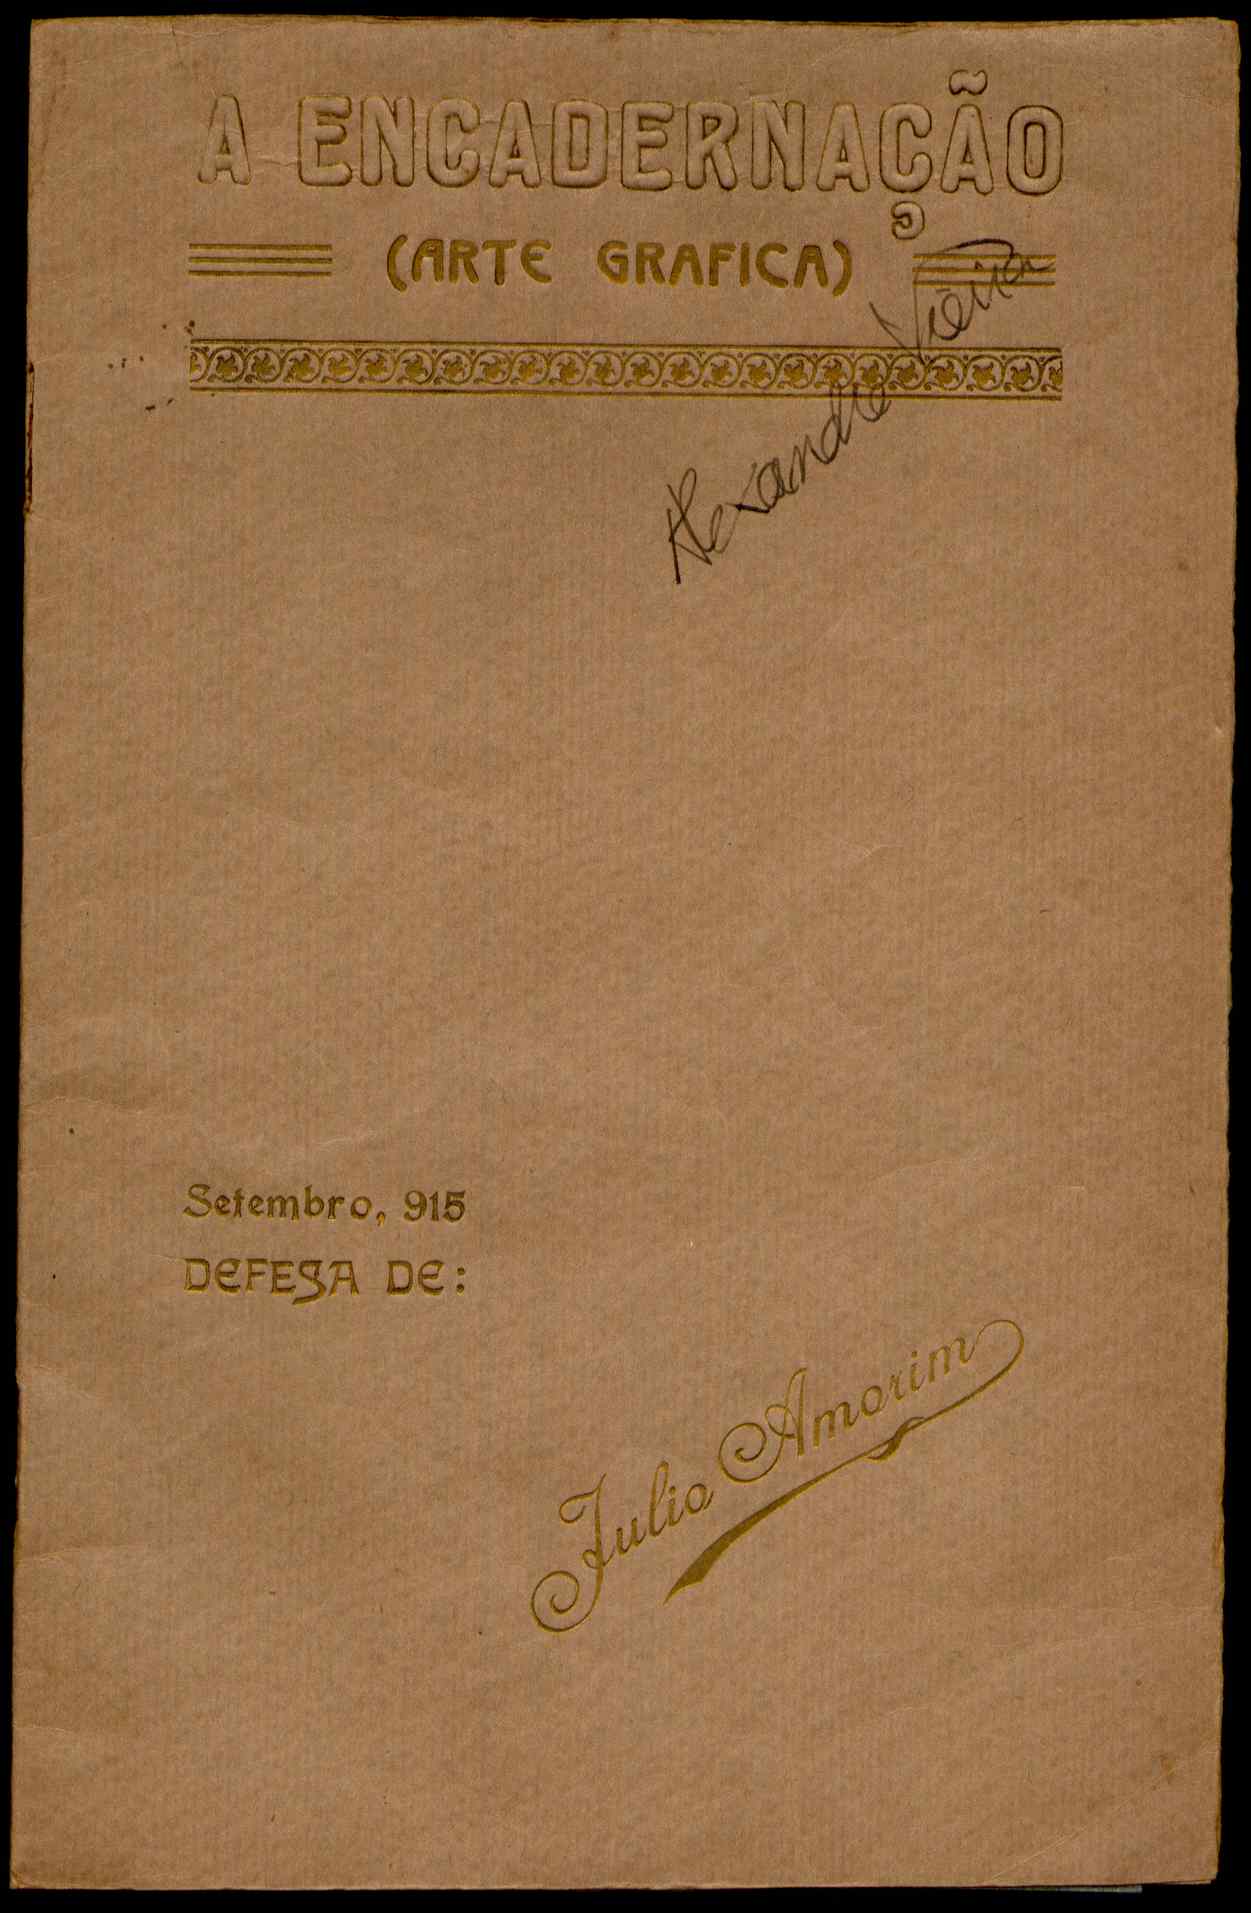 A ENCADERNAÇÃO
(ARTE GRAFICA)
Alexandre Vieira
Setembro, 915
DEFESA DE:
Julio Amorim